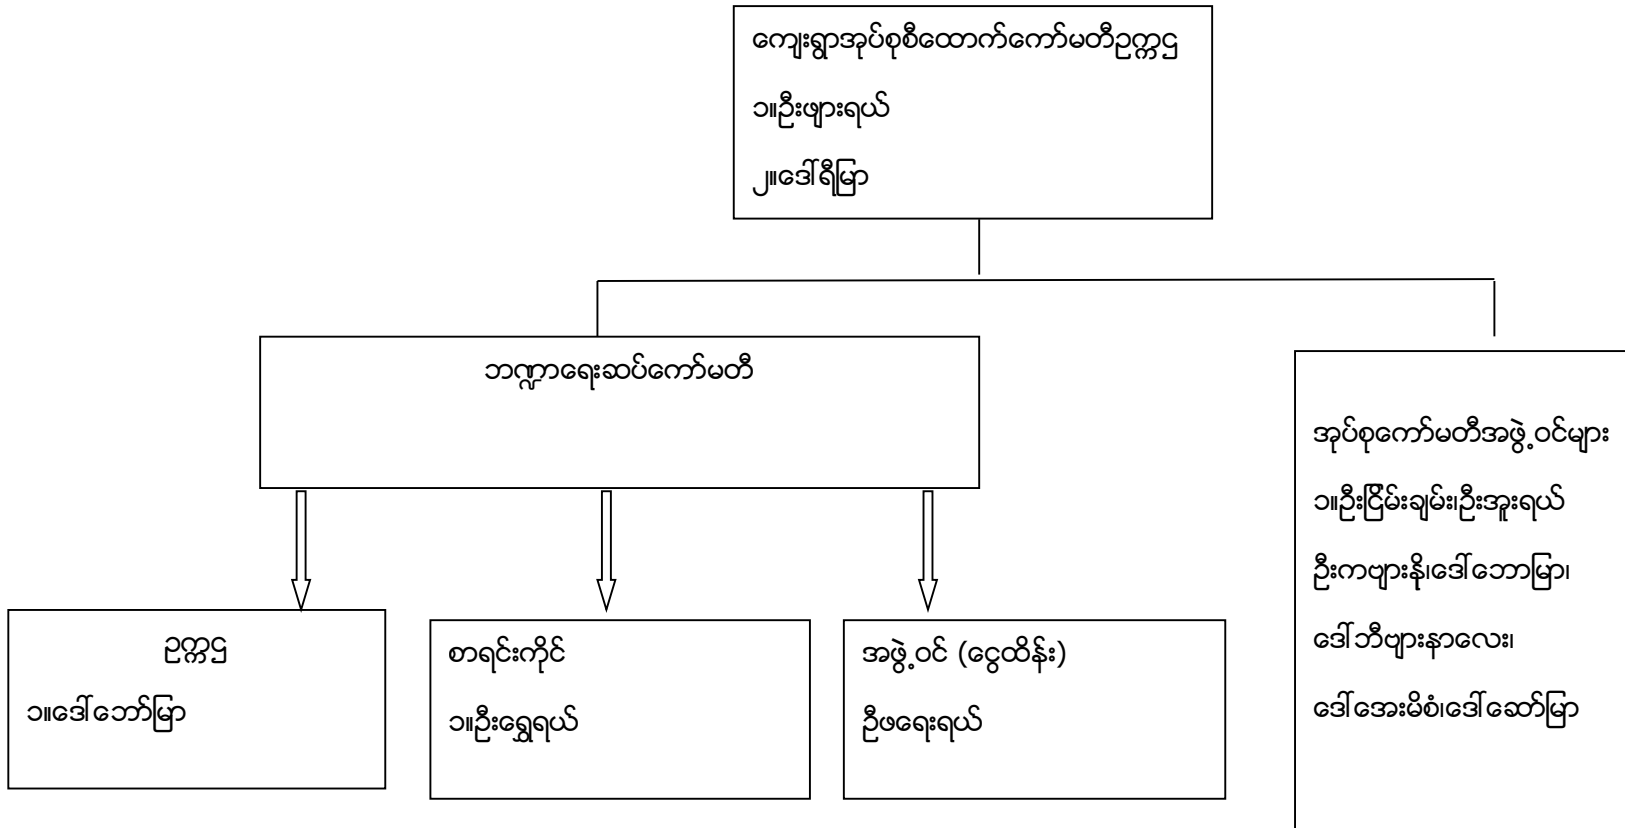 ကျေးရွာအုပ်စုစီထောက်ကော်မတီဥက္ကဌ
၁။ဦးဖျားရယ်
၂။ဒေါ်ရီမြာ
ဘဏ္ဍာရေးဆပ်ကော်မတီ
ဥက္ကဌ
၁။ဒေါ်ဘော်မြာ
စာရင်းကိုင်
၁။ဦးရွှေရယ်
အဖွဲ့ဝင် (ငွေထိန်း)
ဦဖရေးရယ်
အုပ်စုကော်မတီအဖွဲ့ဝင်များ
၁။ဦးငြိမ်းချမ်း၊ဦးအူးရယ်
ဦးကဗျားနို၊ဒေါ်ဘောမြာ၊
ဒေါ်ဘီဗျားနာလေး၊
ဒေါ်အေးမိစံ၊ဒေါ်ဆော်မြာ